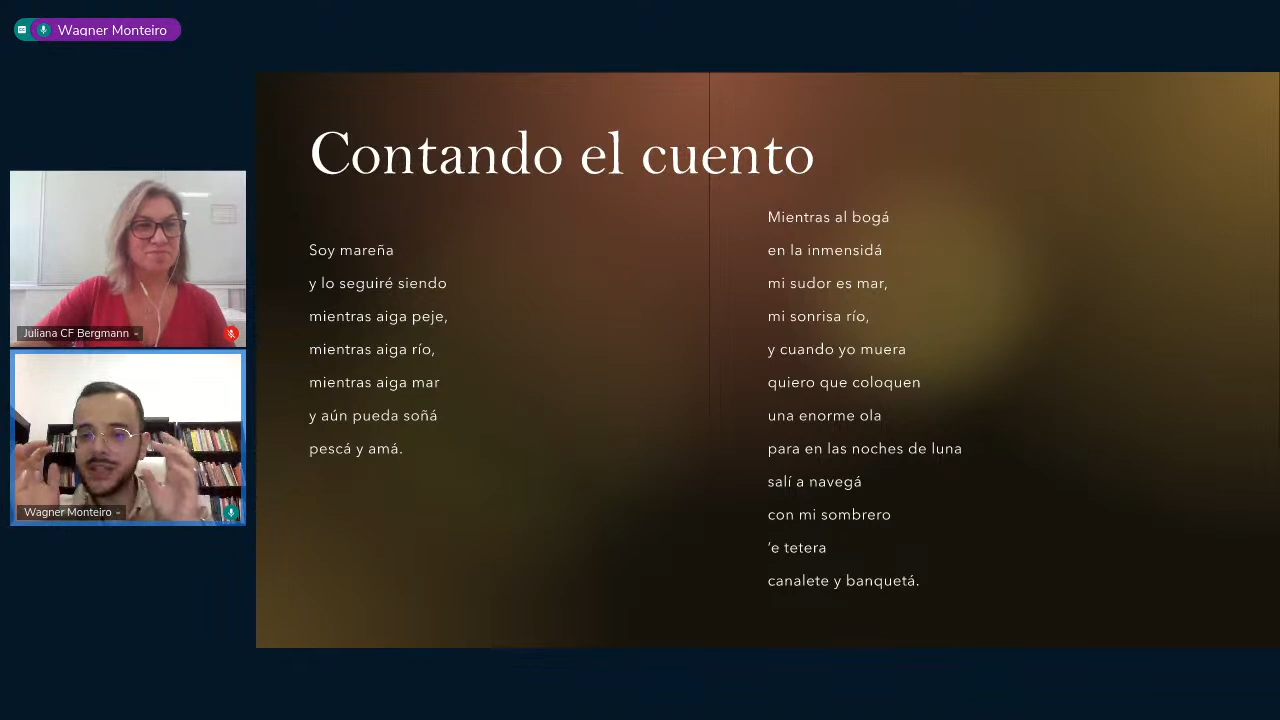 Wagner Monteiro
Contando el cuento
Soy mareña
y lo seguiré siendo
mientras aiga peje,
mientras aiga río,
mientras aiga mar
y aún pueda soñá
pescá y amá.
Mientras al bogá
en la inmensidá
mi sudor es mar,
mi sonrisa río,
y cuando yo muera
quiero que coloquen
una enorme ola
para en las noches de luna
salí a navegá
con mi sombrero
’e tetera
canalete y banquetá.
Juliana CF Bergmann
Wagner Monteiro